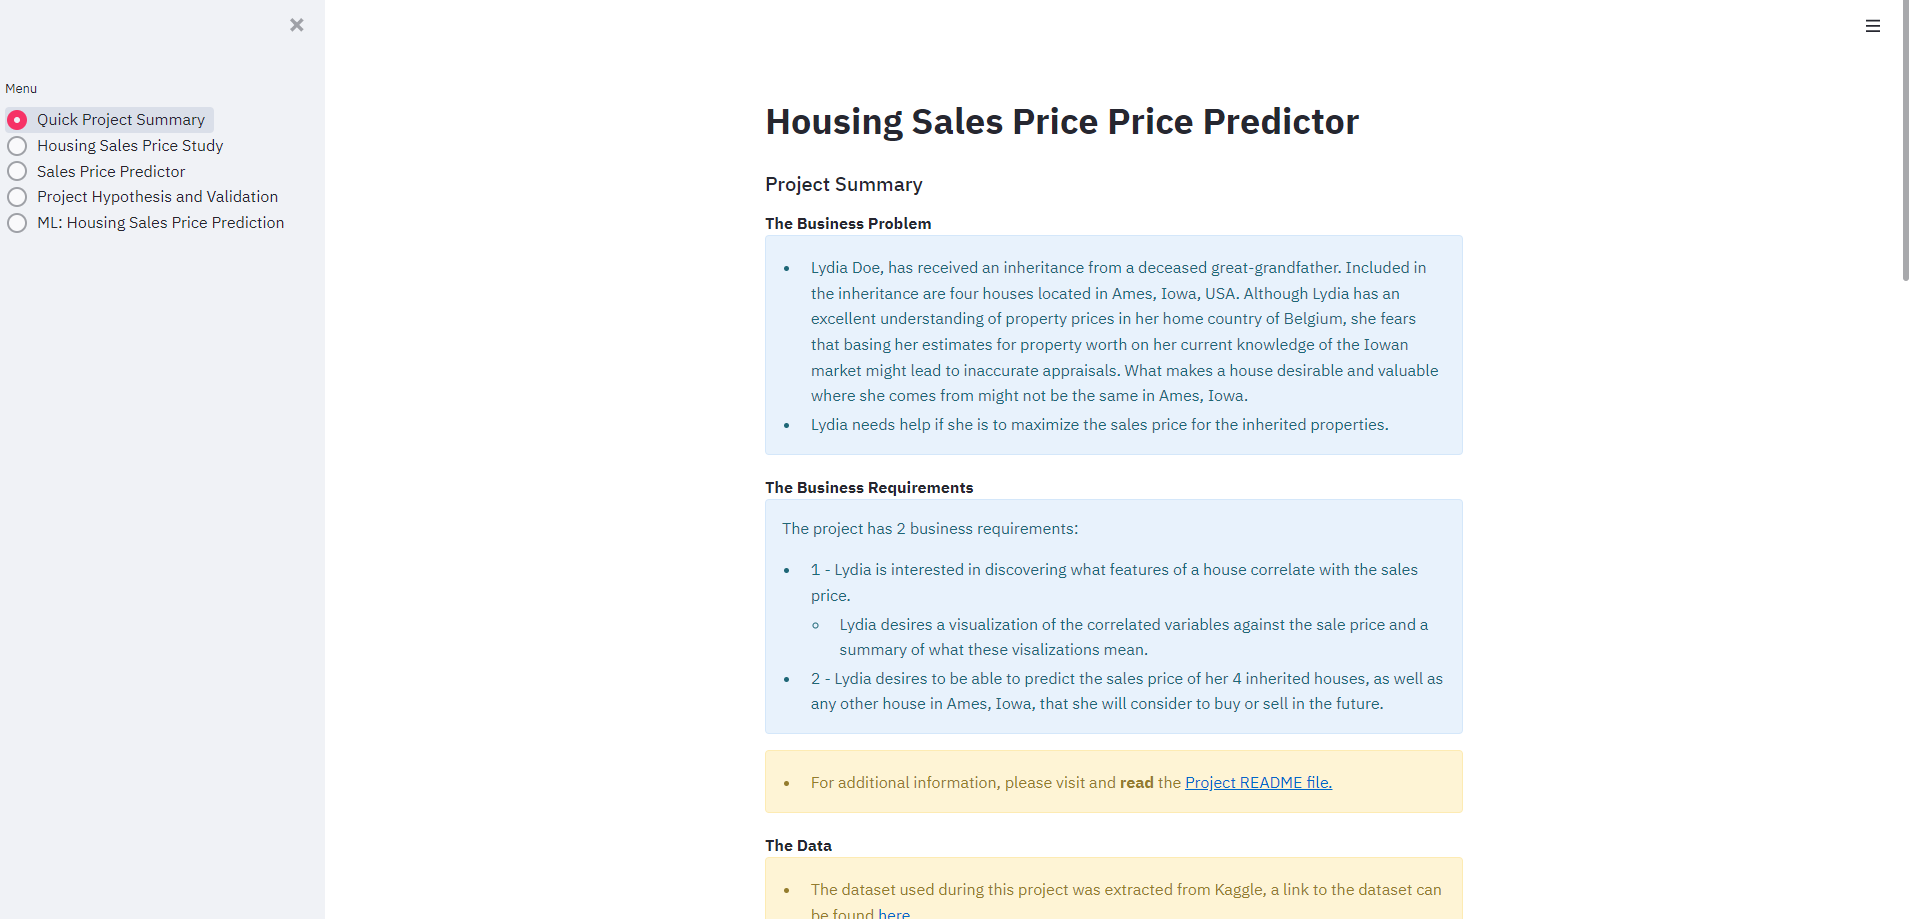 Menu
Quick Project Summary
Housing Sales Price Study
Sales Price Predictor
Project Hypothesis and Validation
ML: Housing Sales Price Prediction
Housing Sales Price Price Predictor
Project Summary
The Business Problem
Lydia Doe, has received an inheritance from a deceased great-grandfather. Included in
the inheritance are four houses located in Ames, Iowa, USA. Although Lydia has an
excellent understanding of property prices in her home country of Belgium, she fears
that basing her estimates for property worth on her current knowledge of the Iowan
market might lead to inaccurate appraisals. What makes a house desirable and valuable
where she comes from might not be the same in Ames, Iowa.
Lydia needs help if she is to maximize the sales price for the inherited properties.
The Business Requirements
The project has 2 business requirements:
1 - Lydia is interested in discovering what features of a house correlate with the sales
price.
Lydia desires a visualization of the correlated variables against the sale price and a
summary of what these visalizations mean.
2 - Lydia desires to be able to predict the sales price of her 4 inherited houses, as well as
any other house in Ames, Iowa, that she will consider to buy or sell in the future.
For additional information, please visit and read the Project README file.
The Data
The dataset used during this project was extracted from Kaggle, a link to the dataset can
be found here